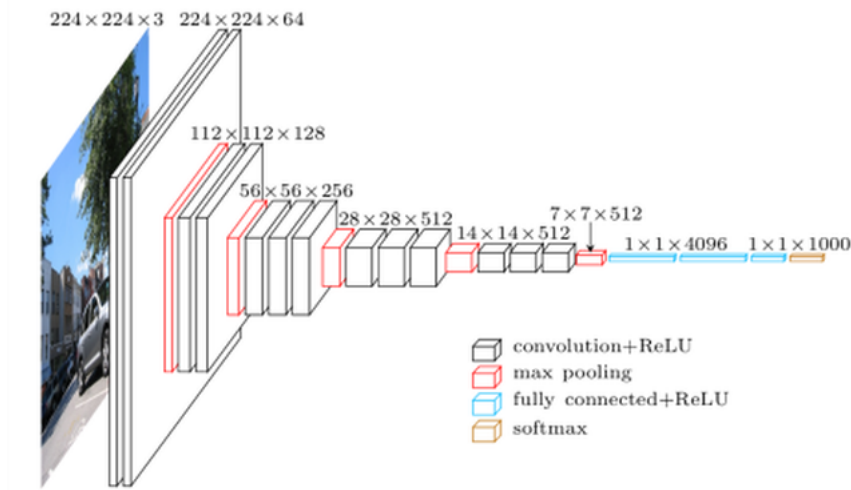 224×224×3
224×224×64
112×112×128
56×56×256
28×28×512
14×14×512
7×7×512
1×1×4096
1×1×1000
convolution+ReLU
max pooling
fully connected+ReLU
softmax